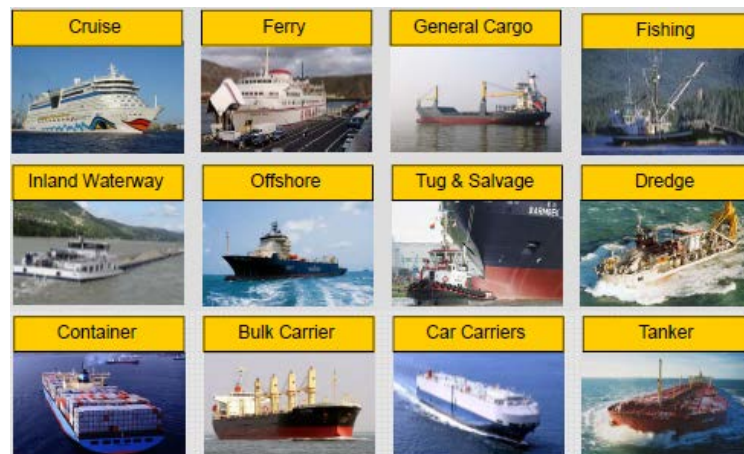 Cruise
Ferry
General Cargo
Fishing
Inland Waterway
Offshore
Tug & Salvage
Dredge
Container
Bulk Carrier
Car Carriers
Tanker